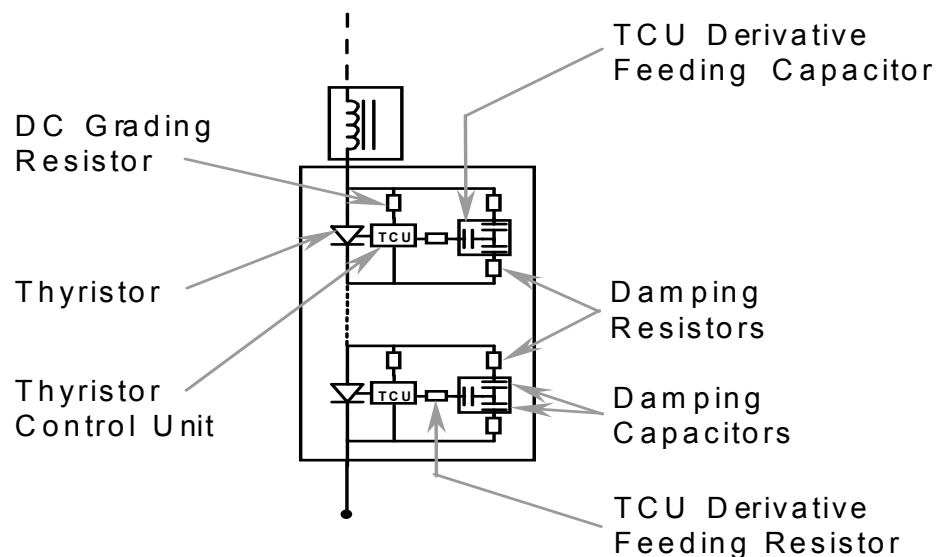 TCU Derivative
Feeding Capacitor
DC Grading
Resistor
TCU
Thyristor
Damping
Resistors
Thyristor
Control Unit
TCU
Damping
Capacitors
TCU Derivative
Feeding Resistor